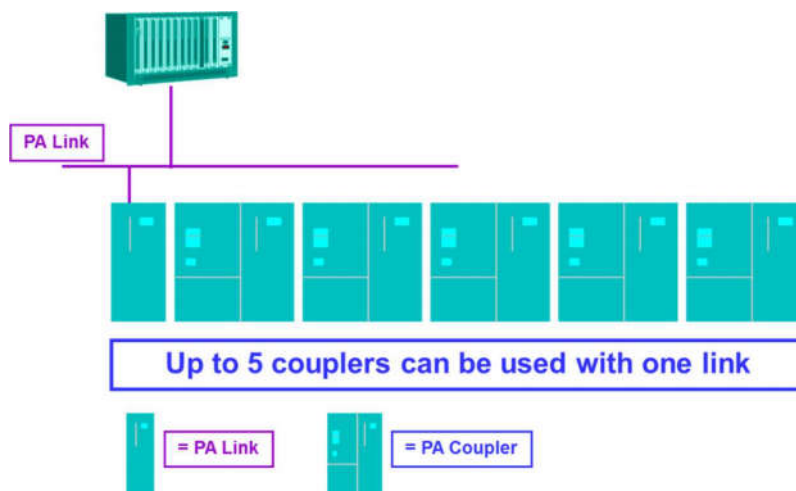 PA Link
Up to 5 couplers can be used with one link
= PA Link
= PA Coupler